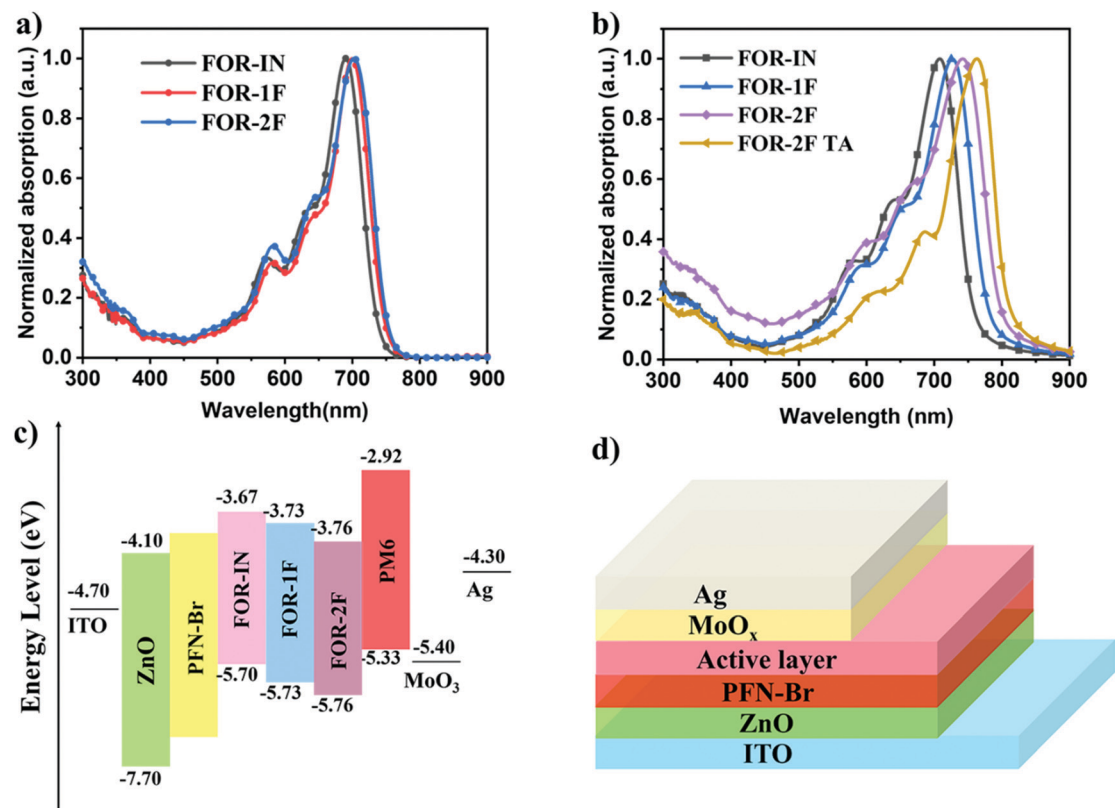 a)
Normalized absorption (a.u.)
1.0
0.8
0.6
0.4
0.2
0.0
FOR-IN
FOR-1F
FOR-2F
300 400 500 600 700 800 900
Wavelength(nm)
b)
Normalized absorption (a.u.)
1.0
0.8
0.6
0.4
0.2
0.0
FOR-IN
FOR-1F
FOR-2F
FOR-2F TA
300 400 500 600 700 800 900
Wavelength (nm)
c)
Energy Level (eV)
-4.70
ITO
-4.10
ZnO
-7.70
PFN-Br
-3.67
FOR-IN
-5.70
-3.73
FOR-1F
-5.73
-3.76
FOR-2F
-5.76
-2.92
PM6
-5.33
-5.40
MoO₃
-4.30
Ag
d)
Ag
MoOₓ
Active layer
PFN-Br
ZnO
ITO